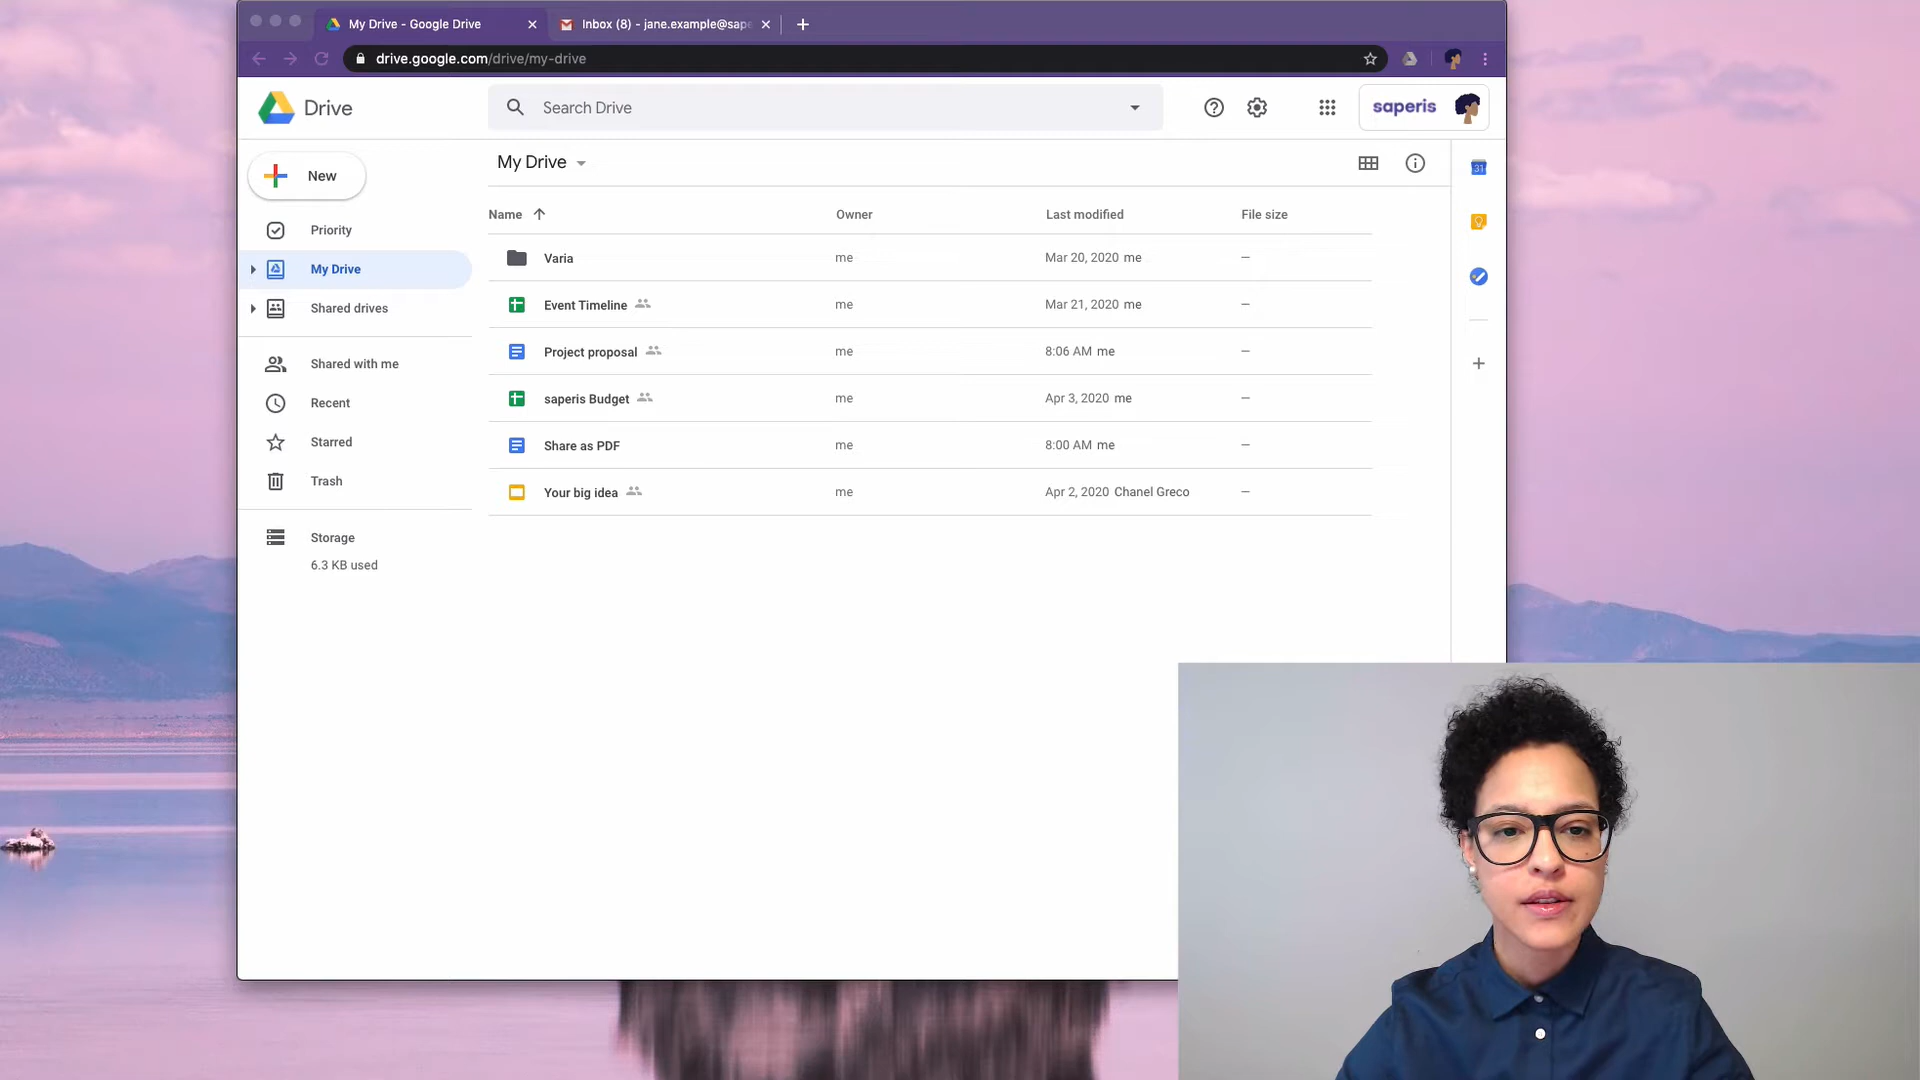 My Drive - Google Drive
Inbox (8) - jane.example@sape
drive.google.com/drive/my-drive
Drive
Search Drive
saperis
New
My Drive
Name
Owner
Last modified
File size
Priority
My Drive
Shared drives
Shared with me
Recent
Starred
Trash
Storage
6.3 KB used
Varia me Mar 20, 2020 me –
Event Timeline me Mar 21, 2020 me –
Project proposal me 8:06 AM me –
saperis Budget me Apr 3, 2020 me –
Share as PDF me 8:00 AM me –
Your big idea me Apr 2, 2020 Chanel Greco –
31